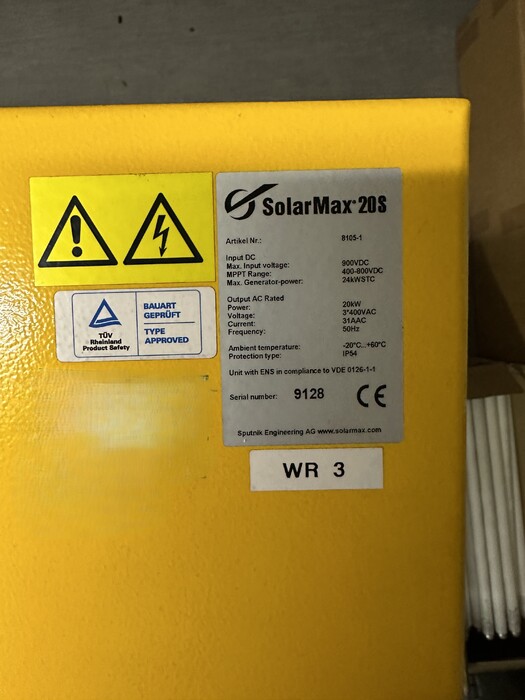 SolarMax® 20S
Artikel Nr.: 8105-1
Input DC
Max. Input voltage: 900VDC
MPPT Range: 400-800VDC
Max. Generator-power: 24kWSTC
Output AC Rated
Power: 20kW
Voltage: 3*400VAC
Current: 31AAC
Frequency: 50Hz
Ambient temperature: -20°C...+60°C
Protection type: IP54
Unit with ENS in compliance to VDE 0126-1-1
Serial number: 9128 CE
Sputnik Engineering AG www.solarmax.com
TÜV
Rheinland
Product Safety
BAUART
GEPRÜFT
TYPE
APPROVED
WR 3